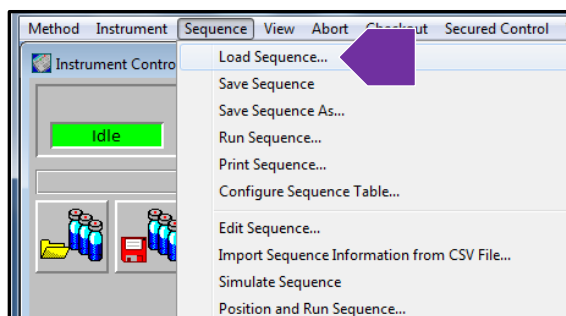 Method Instrument Sequence View Abort Checkout Secured Control
Instrument Contro
Load Sequence...
Save Sequence
Save Sequence As...
Idle
Run Sequence...
Print Sequence...
Configure Sequence Table...
Edit Sequence...
Import Sequence Information from CSV File...
Simulate Sequence
Position and Run Sequence...